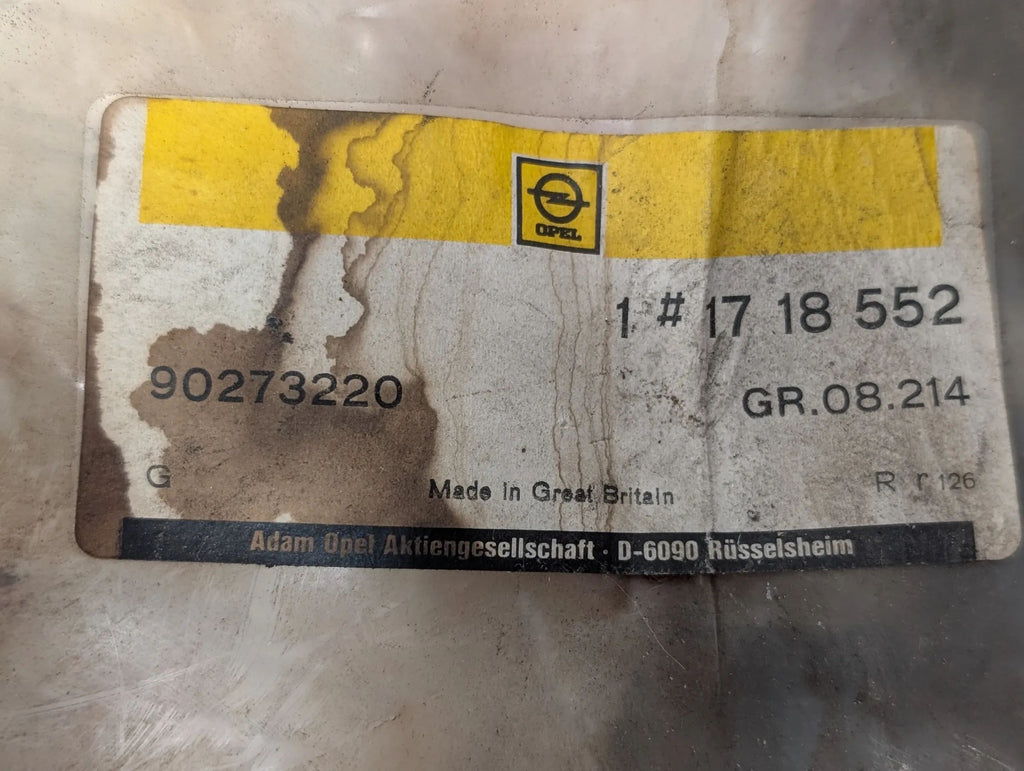 OPEL
1 # 17 18 552
90273220
GR.08.214
G
Made in Great Britain
R r 126
Adam Opel Aktiengesellschaft · D-6090 Rüsselsheim